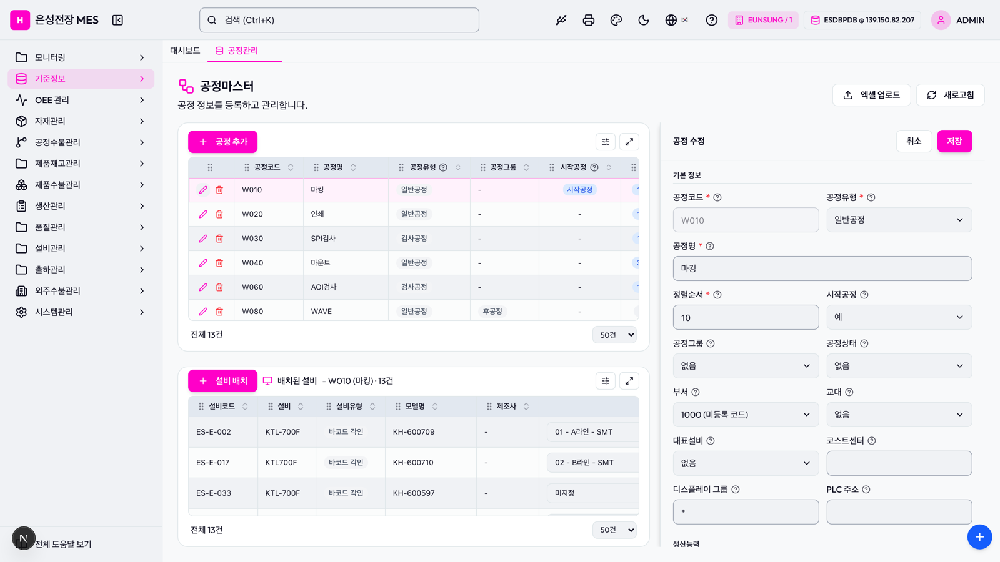 H 은성전장 MES
검색 (Ctrl+K)
EUNSUNG / 1
ESDBPDB @ 139.150.82.207
ADMIN
모니터링
기준정보
OEE 관리
자재관리
공정수불관리
제품재고관리
제품수불관리
생산관리
품질관리
설비관리
출하관리
외주수불관리
시스템관리
N
전체 도움말 보기
대시보드 공정관리
공정마스터
공정 정보를 등록하고 관리합니다.
엑셀 업로드 새로고침
공정 추가
공정코드 공정명 공정유형 공정그룹 시작공정
W010 마킹 일반공정 - 시작공정
W020 인쇄 일반공정 - -
W030 SPI검사 검사공정 - -
W040 마운트 일반공정 - -
W060 AOI검사 검사공정 - -
W080 WAVE 일반공정 후공정 -
전체 13건 50건
설비 배치 배치된 설비 - W010 (마킹) · 13건
설비코드 설비 설비유형 모델명 제조사
ES-E-002 KTL-700F 바코드 각인 KH-600709 - 01 - A라인 - SMT
ES-E-017 KTL700F 바코드 각인 KH-600710 - 02 - B라인 - SMT
ES-E-033 KTL-700F 바코드 각인 KH-600597 - 미지정
전체 13건 50건
공정 수정 취소 저장
기본 정보
공정코드 * 공정유형 *
W010 일반공정
공정명 *
마킹
정렬순서 * 시작공정
10 예
공정그룹 공정상태
없음 없음
부서 교대
1000 (미등록 코드) 없음
대표설비 코스트센터
없음
디스플레이 그룹 PLC 주소
*
생산능력